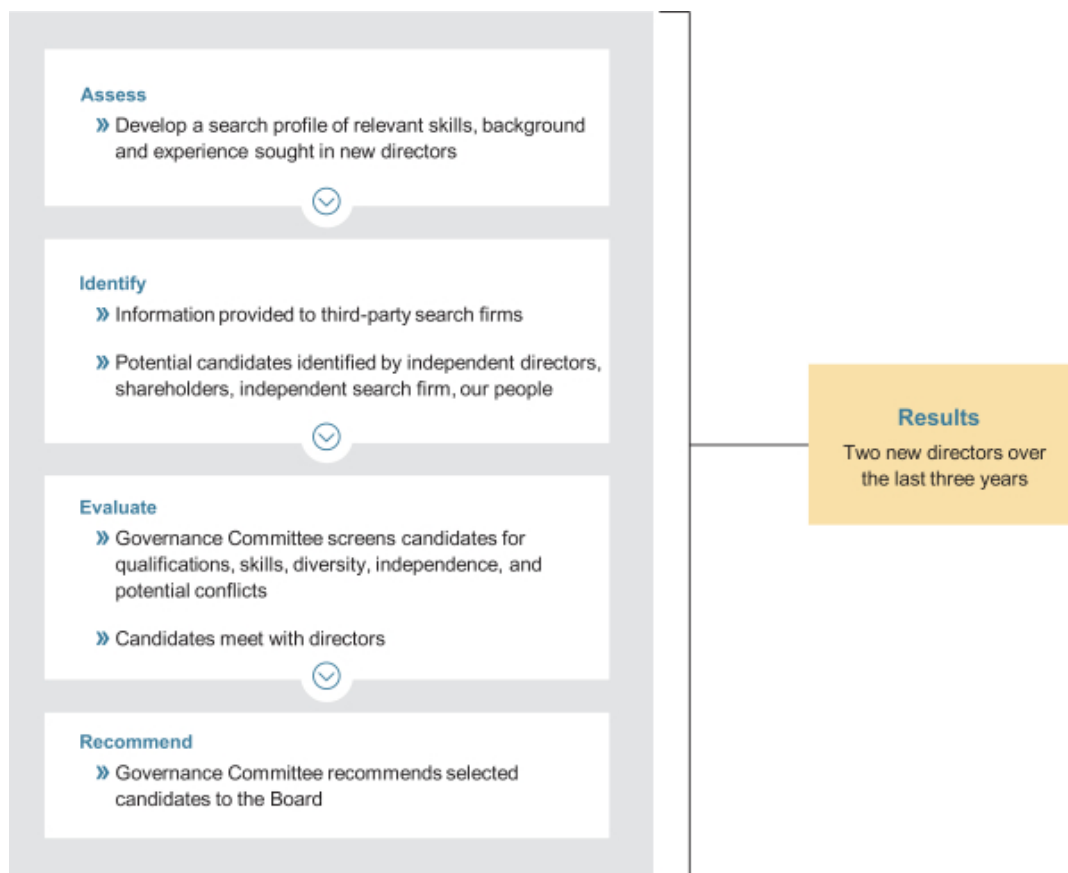 Assess
» Develop a search profile of relevant skills, background
and experience sought in new directors
Identify
» Information provided to third-party search firms
» Potential candidates identified by independent directors,
shareholders, independent search firm, our people
Evaluate
» Governance Committee screens candidates for
qualifications, skills, diversity, independence, and
potential conflicts
» Candidates meet with directors
Recommend
» Governance Committee recommends selected
candidates to the Board
Results
Two new directors over
the last three years